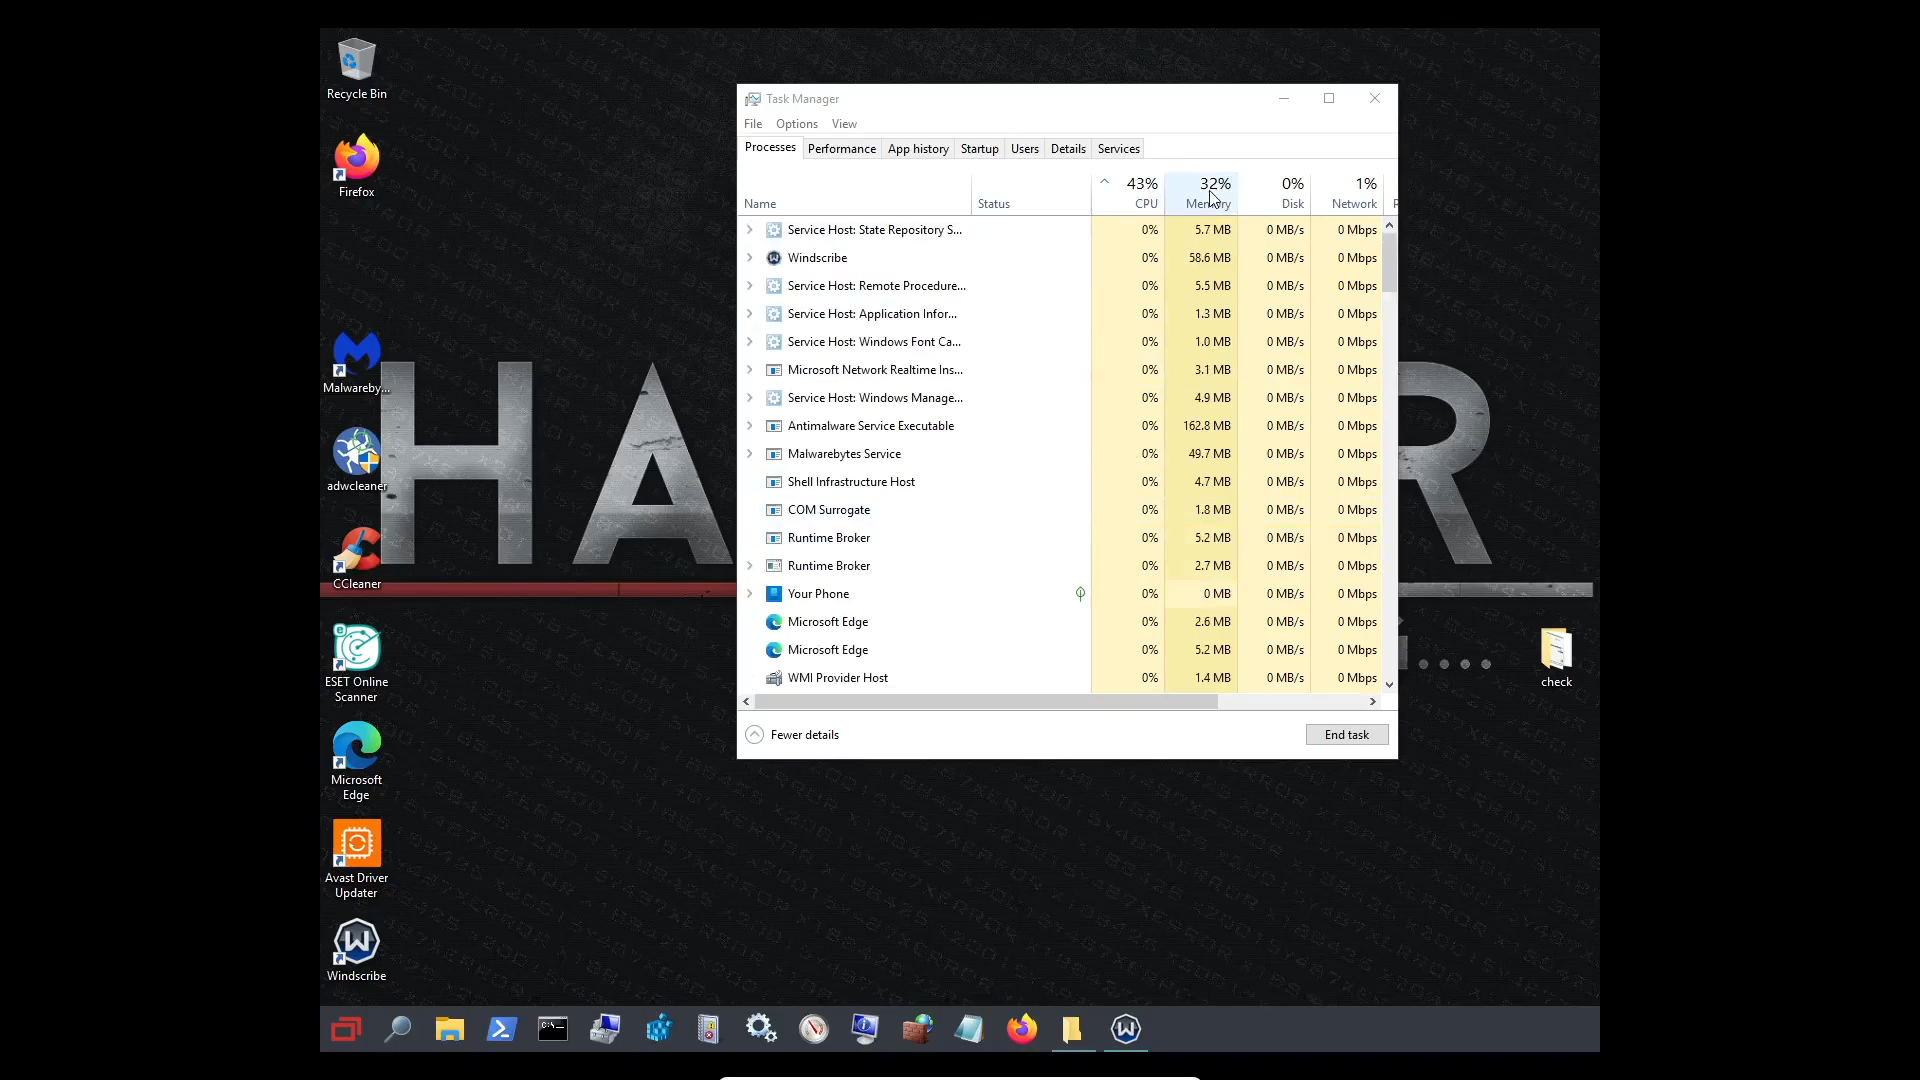 Recycle Bin
Firefox
Malwareby...
adwcleaner
CCleaner
ESET Online
Scanner
Microsoft
Edge
Avast Driver
Updater
Windscribe
HA
R
check
Task Manager
File Options View
Processes Performance App history Startup Users Details Services
43% 32% 0% 1%
Name Status CPU Memory Disk Network
Service Host: State Repository S... 0% 5.7 MB 0 MB/s 0 Mbps
Windscribe 0% 58.6 MB 0 MB/s 0 Mbps
Service Host: Remote Procedure... 0% 5.5 MB 0 MB/s 0 Mbps
Service Host: Application Infor... 0% 1.3 MB 0 MB/s 0 Mbps
Service Host: Windows Font Ca... 0% 1.0 MB 0 MB/s 0 Mbps
Microsoft Network Realtime Ins... 0% 3.1 MB 0 MB/s 0 Mbps
Service Host: Windows Manage... 0% 4.9 MB 0 MB/s 0 Mbps
Antimalware Service Executable 0% 162.8 MB 0 MB/s 0 Mbps
Malwarebytes Service 0% 49.7 MB 0 MB/s 0 Mbps
Shell Infrastructure Host 0% 4.7 MB 0 MB/s 0 Mbps
COM Surrogate 0% 1.8 MB 0 MB/s 0 Mbps
Runtime Broker 0% 5.2 MB 0 MB/s 0 Mbps
Runtime Broker 0% 2.7 MB 0 MB/s 0 Mbps
Your Phone 0% 0 MB 0 MB/s 0 Mbps
Microsoft Edge 0% 2.6 MB 0 MB/s 0 Mbps
Microsoft Edge 0% 5.2 MB 0 MB/s 0 Mbps
WMI Provider Host 0% 1.4 MB 0 MB/s 0 Mbps
Fewer details End task